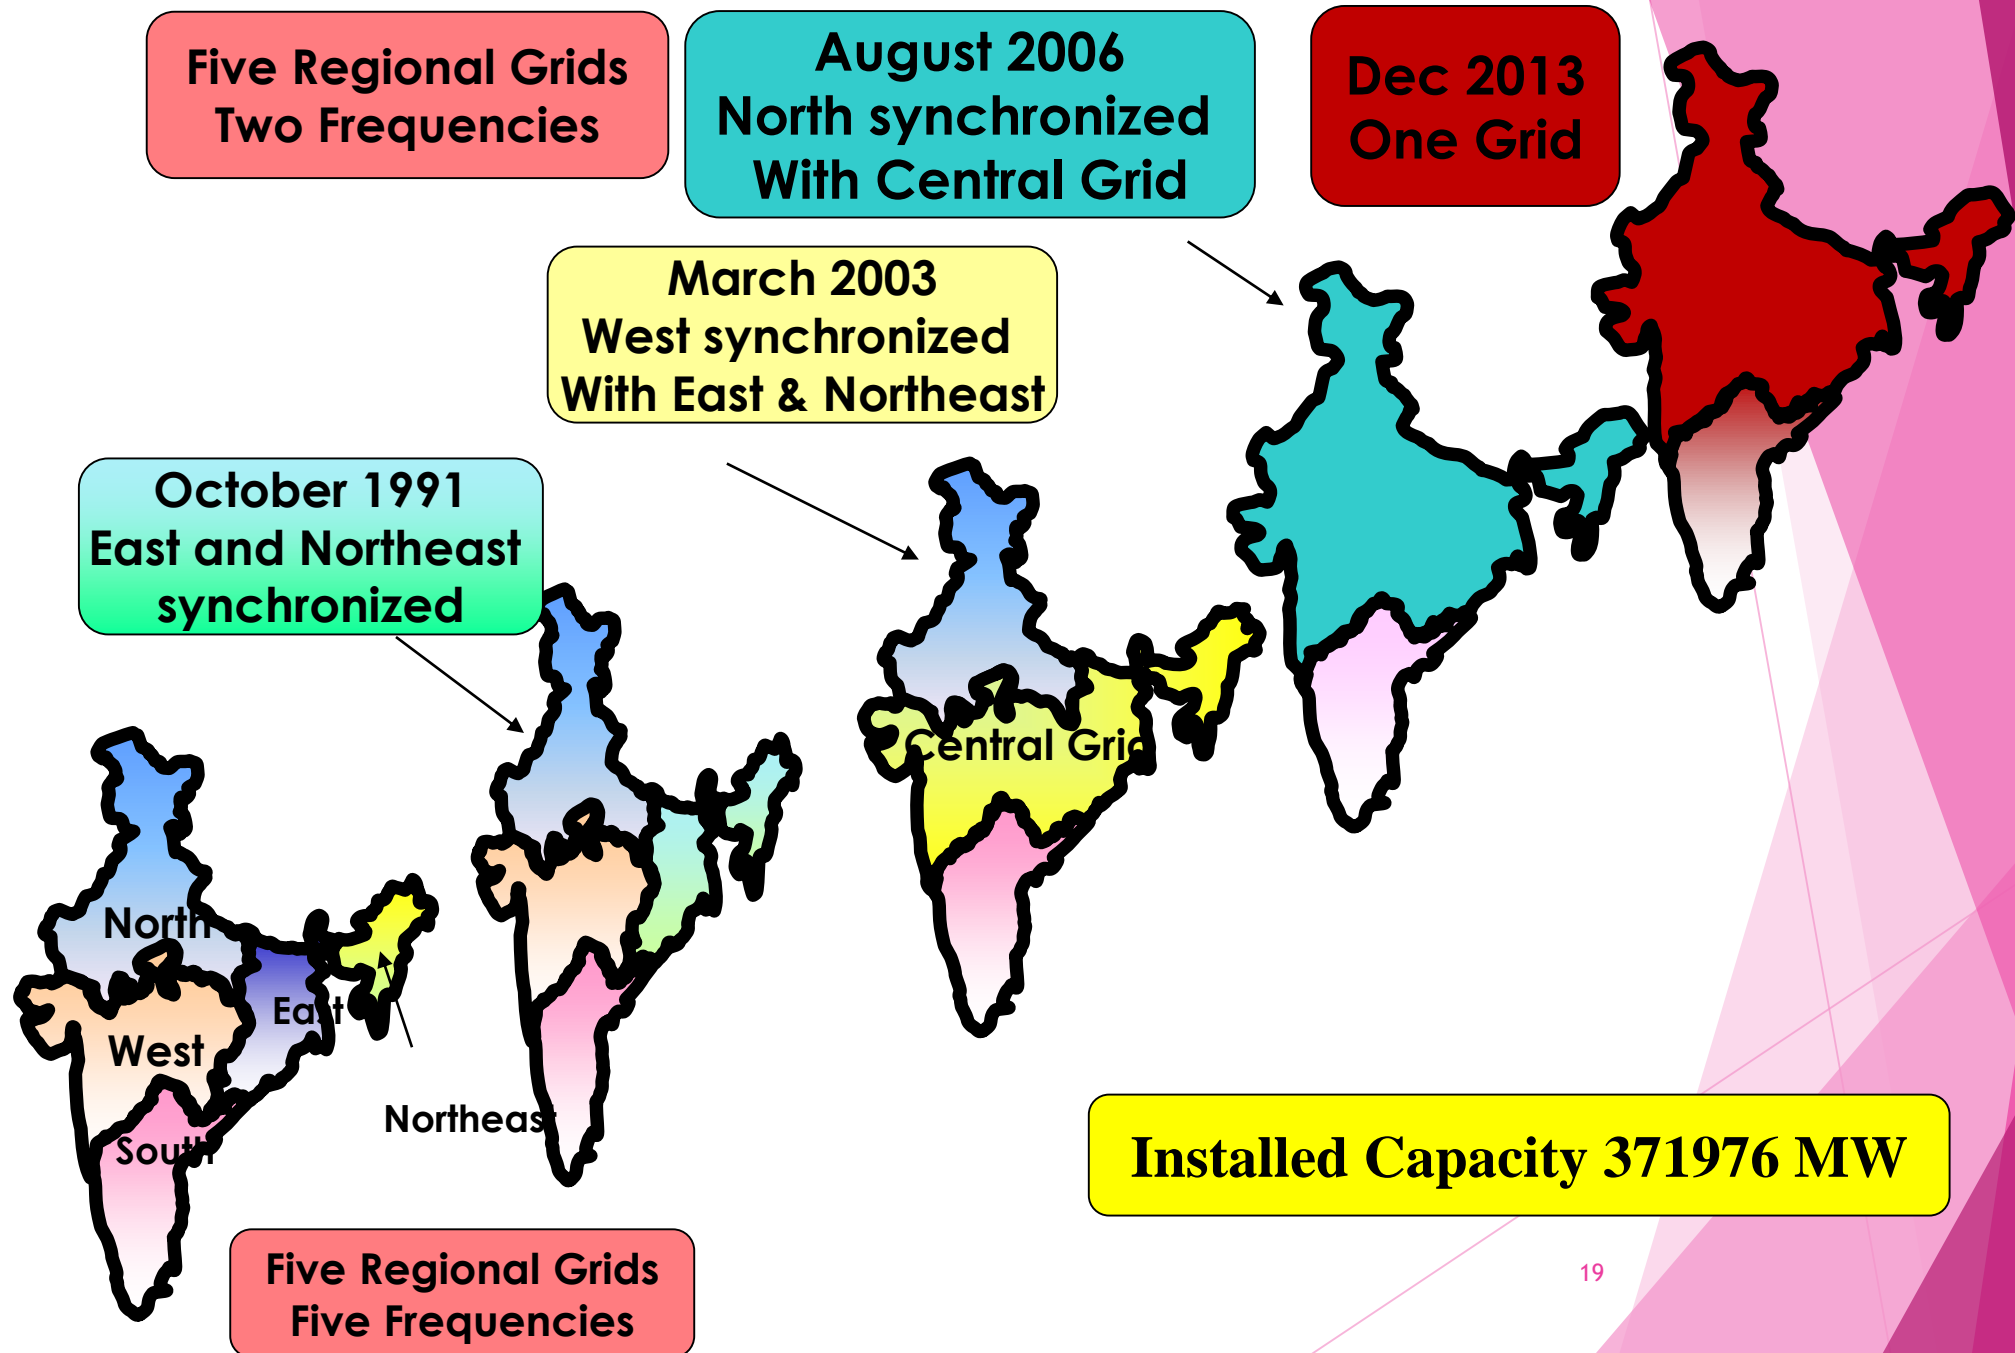 Five Regional Grids
Two Frequencies
August 2006
North synchronized
With Central Grid
Dec 2013
One Grid
March 2003
West synchronized
With East & Northeast
October 1991
East and Northeast
synchronized
Central Grid
North
East
West
Northeast
South
Installed Capacity 371976 MW
Five Regional Grids
Five Frequencies
19